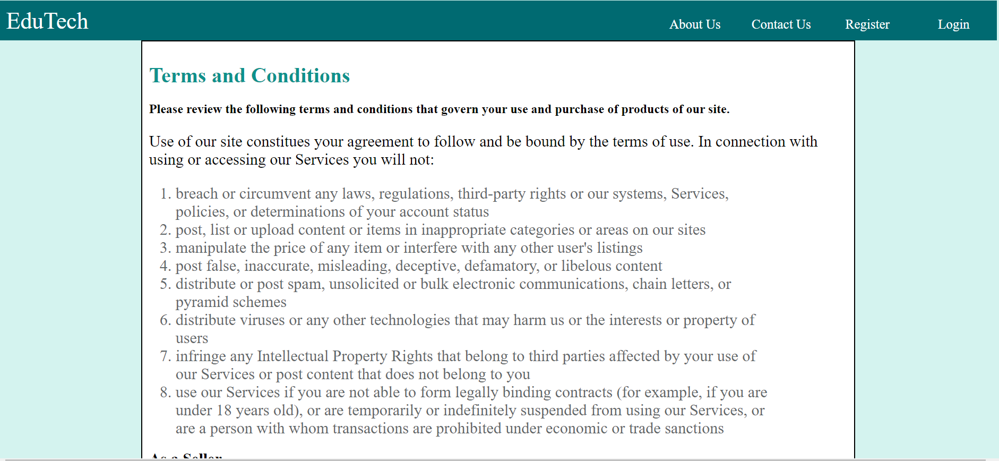 EduTech
About Us Contact Us Register Login
Terms and Conditions
Please review the following terms and conditions that govern your use and purchase of products of our site.
Use of our site constitues your agreement to follow and be bound by the terms of use. In connection with
using or accessing our Services you will not:
1. breach or circumvent any laws, regulations, third-party rights or our systems, Services,
policies, or determinations of your account status
2. post, list or upload content or items in inappropriate categories or areas on our sites
3. manipulate the price of any item or interfere with any other user's listings
4. post false, inaccurate, misleading, deceptive, defamatory, or libelous content
5. distribute or post spam, unsolicited or bulk electronic communications, chain letters, or
pyramid schemes
6. distribute viruses or any other technologies that may harm us or the interests or property of
users
7. infringe any Intellectual Property Rights that belong to third parties affected by your use of
our Services or post content that does not belong to you
8. use our Services if you are not able to form legally binding contracts (for example, if you are
under 18 years old), or are temporarily or indefinitely suspended from using our Services, or
are a person with whom transactions are prohibited under economic or trade sanctions
As a Seller